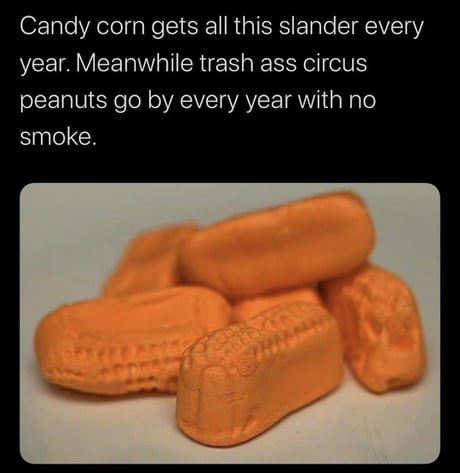 Candy corn gets all this slander every
year. Meanwhile trash ass circus
peanuts go by every year with no
smoke.